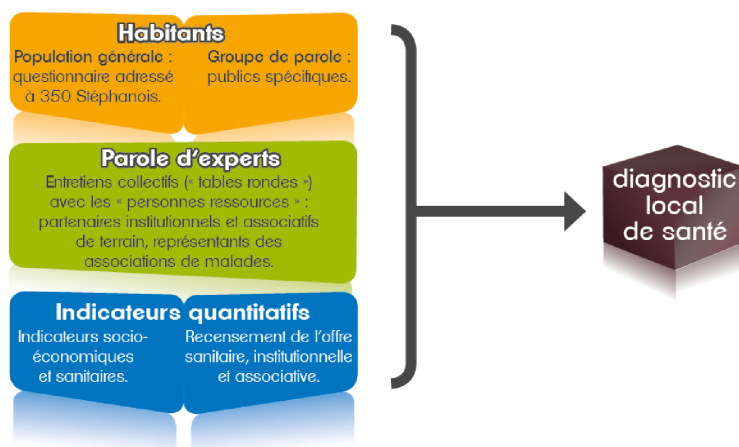 Habitants
Population générale :
questionnaire adressé
à 350 Stéphanois.
Groupe de parole :
publics spécifiques.
Parole d'experts
Entretiens collectifs (« tables rondes »)
avec les « personnes ressources » :
partenaires institutionnels et associatifs
de terrain, représentants des
associations de malades.
Indicateurs quantitatifs
Indicateurs socio-
économiques
et sanitaires.
Recensement de l'offre
sanitaire, institutionnelle
et associative.
diagnostic
local
de santé